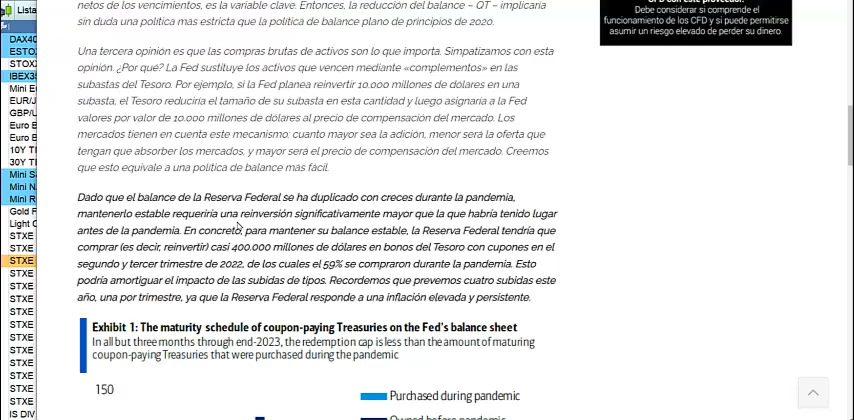 Lista
netos de los vencimientos, es la variable clave. Entonces, la reducción del balance – QT – implicaría
sin duda una política más estricta que la política de balance plano de principios de 2020.
Una tercera opinión es que las compras brutas de activos son lo que importa. Simpatizamos con esta
opinión. ¿Por qué? La Fed sustituye los activos que vencen mediante «complementos» en las
subastas del Tesoro. Por ejemplo, si la Fed planea reinvertir 10.000 millones de dólares en una
subasta, el Tesoro reduciría el tamaño de su subasta en esta cantidad y luego asignaría a la Fed
valores por valor de 10.000 millones de dólares al precio de compensación del mercado. Los
mercados tienen en cuenta este mecanismo: cuanto mayor sea la adición, menor será la oferta que
tengan que absorber los mercados, y mayor será el precio de compensación del mercado. Creemos
que esto equivale a una política de balance más fácil.
Dado que el balance de la Reserva Federal se ha duplicado con creces durante la pandemia,
mantenerlo estable requeriría una reinversión significativamente mayor que la que habría tenido lugar
antes de la pandemia. En concreto, para mantener su balance estable, la Reserva Federal tendría que
comprar (es decir, reinvertir) casi 400.000 millones de dólares en bonos del Tesoro con cupones en el
segundo y tercer trimestre de 2022, de los cuales el 59% se compraron durante la pandemia. Esto
podría amortiguar el impacto de las subidas de tipos. Recordemos que prevemos cuatro subidas este
año, una por trimestre, ya que la Reserva Federal responde a una inflación elevada y persistente.
Exhibit 1: The maturity schedule of coupon-paying Treasuries on the Fed's balance sheet
In all but three months through end-2023, the redemption cap is less than the amount of maturing
coupon-paying Treasuries that were purchased during the pandemic
150
Purchased during pandemic
Owned before pandemic
Debe considerar si comprende el
funcionamiento de los CFD y si puede permitirse
asumir un riesgo elevado de perder su dinero.
DAX40
ESTO
STOX
IBEX35
Mini E
EUR/J
GBP/L
Euro B
Euro B
10Y T
30Y T
Mini S
Mini N
Mini R
Gold F
Light C
STXE
STXE
STXE
STXE
STXE
STXE
STXE
STXE
STXE
STXE
STXE
STXE
STXE
STXE
IS DIV